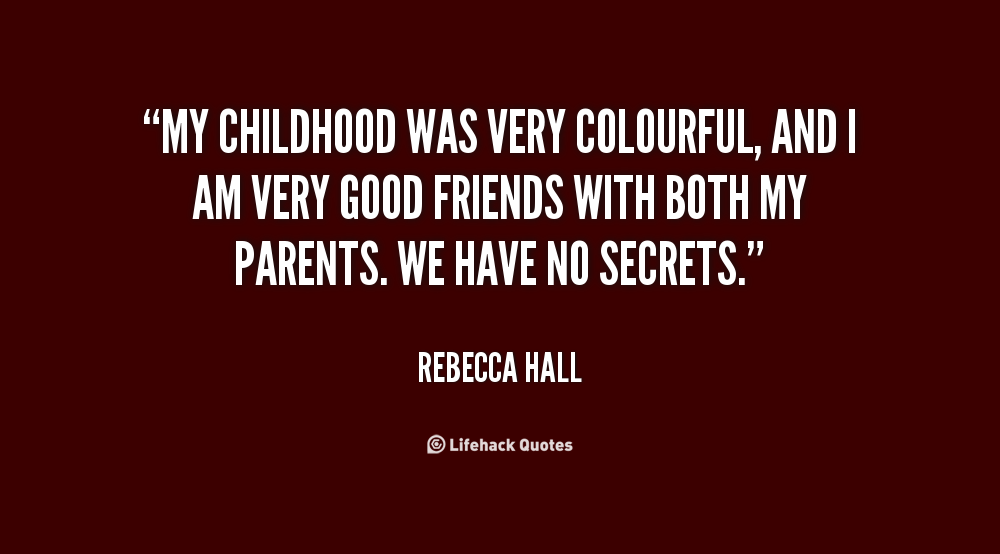 “MY CHILDHOOD WAS VERY COLOURFUL, AND I
AM VERY GOOD FRIENDS WITH BOTH MY
PARENTS. WE HAVE NO SECRETS.”
REBECCA HALL
Lifehack Quotes